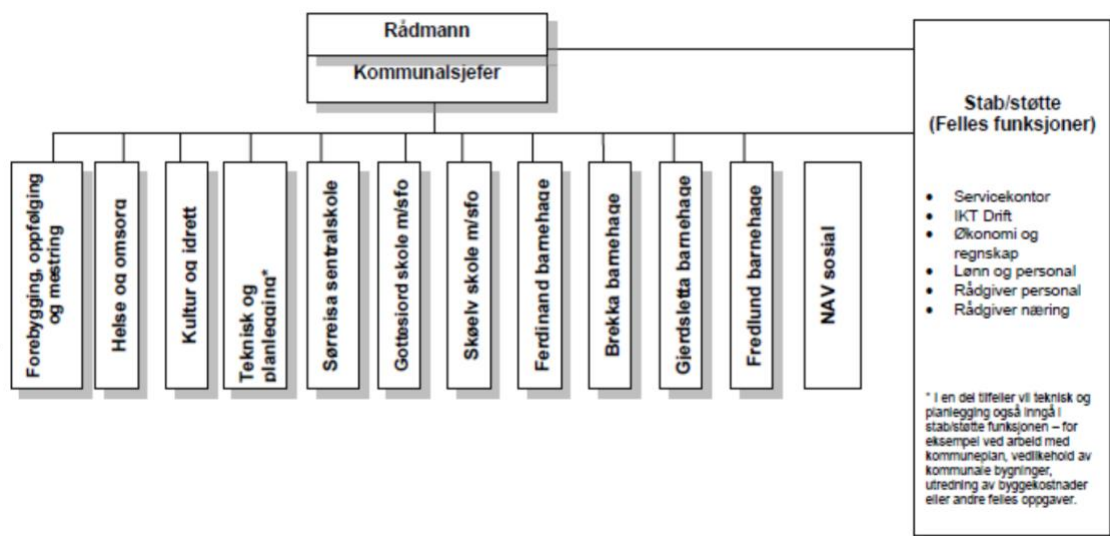 Rådmann
Kommunalsjefer
Forebygging, oppfølging
og mestring
Helse og omsorg
Kultur og idrett
Teknisk og
planlegging*
Sørreisa sentralskole
Gottesjord skole m/sfo
Skøelv skole m/sfo
Ferdinand barnehage
Brekka barnehage
Gjerdsletta barnehage
Fredlund barnehage
NAV sosial
Stab/støtte
(Felles funksjoner)
• Servicekontor
• IKT Drift
• Økonomi og
regnskap
• Lønn og personal
• Rådgiver personal
• Rådgiver næring
* I en del tilfeller vil teknisk og
planlegging også inngå i
stab/støtte funksjonen – for
eksempel ved arbeid med
kommuneplan, vedlikehold av
kommunale bygninger,
utredning av byggekostnader
eller andre felles oppgaver.